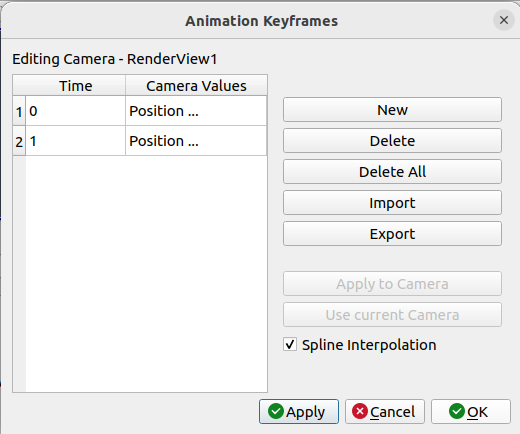 Animation Keyframes
Editing Camera - RenderView1
Time Camera Values
1 0 Position ...
2 1 Position ...
New
Delete
Delete All
Import
Export
Apply to Camera
Use current Camera
Spline Interpolation
Apply Cancel OK